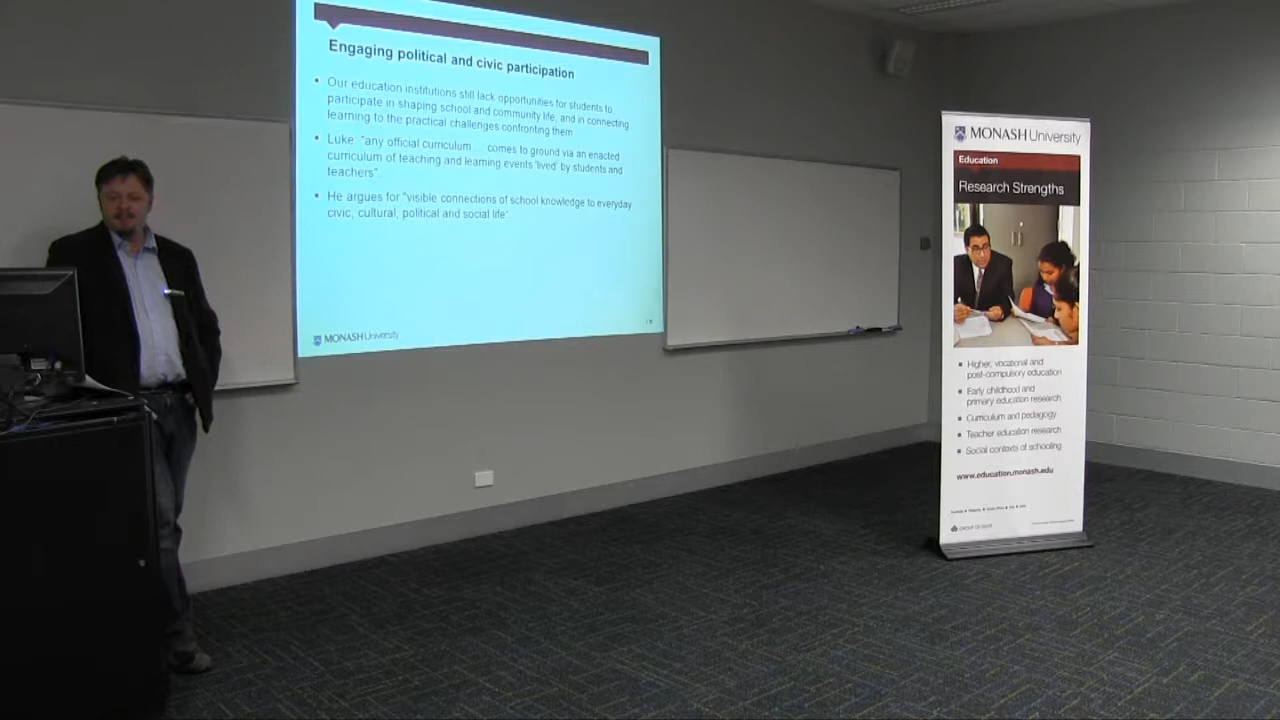 Engaging political and civic participation
Our education institutions still lack opportunities for students to
participate in shaping school and community life, and in connecting
learning to the practical challenges confronting them
Luke: "any official curriculum ... comes to ground via an enacted
curriculum of teaching and learning events 'lived' by students and
teachers".
He argues for "visible connections of school knowledge to everyday
civic, cultural, political and social life".
MONASH University
MONASH University
Education
Research Strengths
Higher, vocational and
post-compulsory education
Early childhood and
primary education research
Curriculum and pedagogy
Teacher education research
Social contexts of schooling
www.education.monash.edu